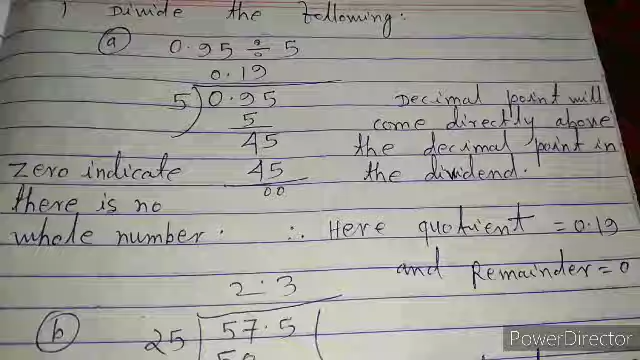 1 Divide the following:
(a) 0.95 ÷ 5
0.19
5) 0.95
5
45
45
00
Decimal point will
come directly above
the decimal point in
the dividend.
Zero indicate
there is no
whole number.
∴ Here quotient = 0.19
and Remainder = 0
2.3
(b) 25 57.5 (
50
PowerDirector